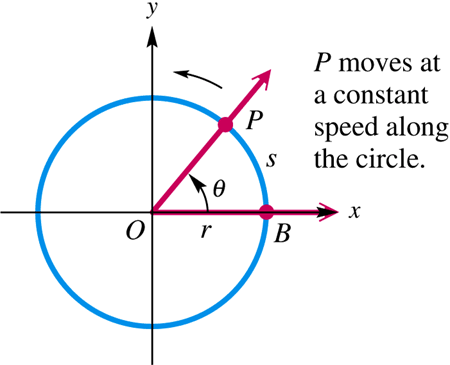 y
P moves at
a constant
speed along
the circle.
P
s
θ
O
r
B
x